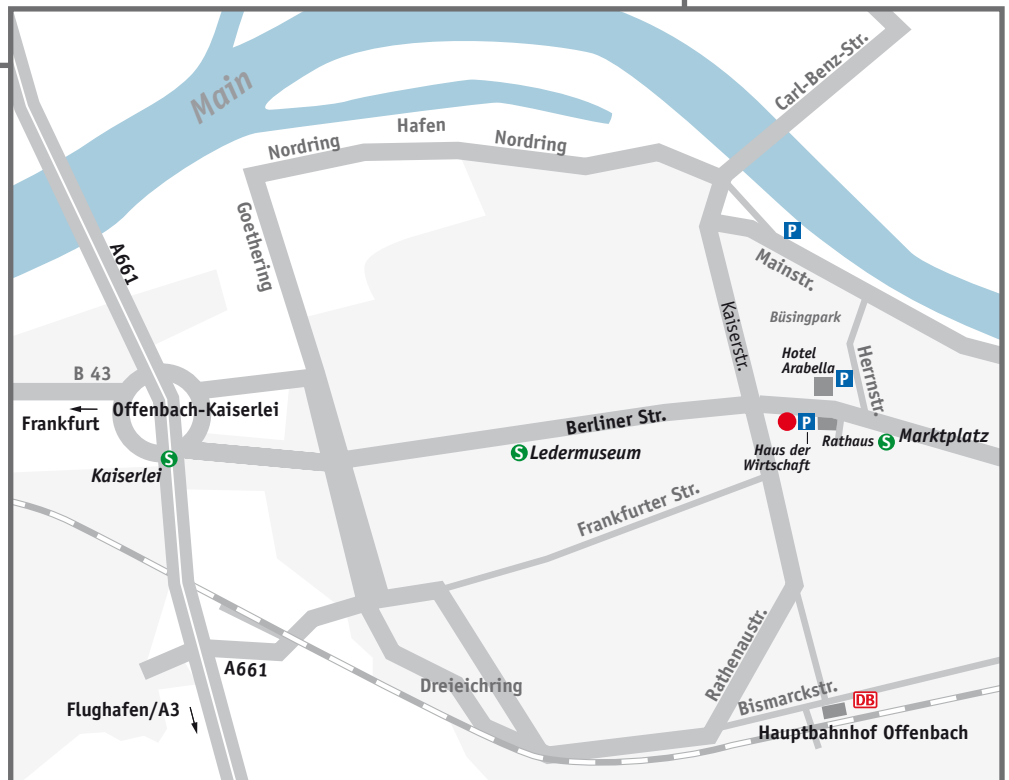 Carl-Benz-Str.
Main
Hafen
Nordring
Nordring
Goethering
A661
P
Mainstr.
Büsingpark
Kaiserstr.
Hotel
Arabella
P
Herrnstr.
B 43
Frankfurt
Offenbach-Kaiserlei
Berliner Str.
P
Rathaus
S
Marktplatz
Haus der
Wirtschaft
S
Kaiserlei
S
Ledermuseum
Frankfurter Str.
A661
Dreieichring
Rathenaustr.
Bismarckstr.
DB
Flughafen/A3
Hauptbahnhof Offenbach